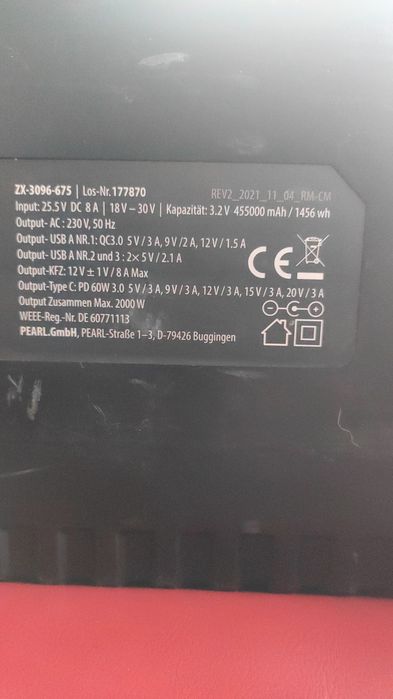 ZX-3096-675 | Los-Nr. 177870 REV2_2021_11_04_RM-CM
Input: 25.5 V DC 8 A | 18 V – 30 V | Kapazität: 3.2 V 455000 mAh / 1456 wh
Output- AC : 230 V, 50 Hz
Output- USB A NR.1: QC3.0 5 V / 3 A, 9 V / 2 A, 12 V / 1.5 A
Output- USB A NR.2 und 3 : 2× 5 V / 2.1 A
Output-KFZ: 12 V ± 1 V / 8 A Max
Output-Type C: PD 60W 3.0 5 V / 3 A, 9 V / 3 A, 12 V / 3 A, 15 V / 3 A, 20 V / 3 A
Output Zusammen Max. 2000 W
WEEE-Reg.-Nr. DE 60771113
PEARL.GmbH, PEARL-Straße 1–3, D-79426 Buggingen
CE